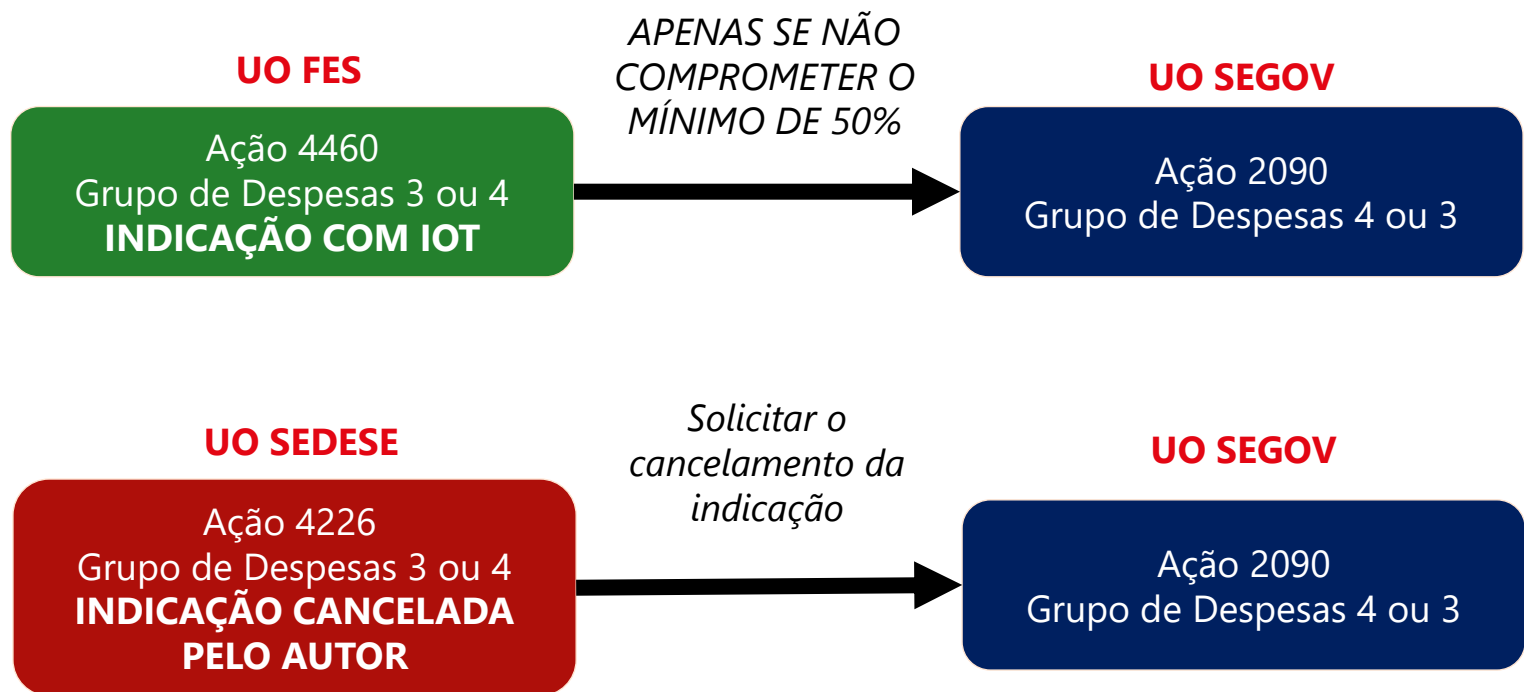 UO FES
Ação 4460
Grupo de Despesas 3 ou 4
INDICAÇÃO COM IOT
APENAS SE NÃO
COMPROMETER O
MÍNIMO DE 50%
UO SEGOV
Ação 2090
Grupo de Despesas 4 ou 3
UO SEDESE
Ação 4226
Grupo de Despesas 3 ou 4
INDICAÇÃO CANCELADA
PELO AUTOR
Solicitar o
cancelamento da
indicação
UO SEGOV
Ação 2090
Grupo de Despesas 4 ou 3